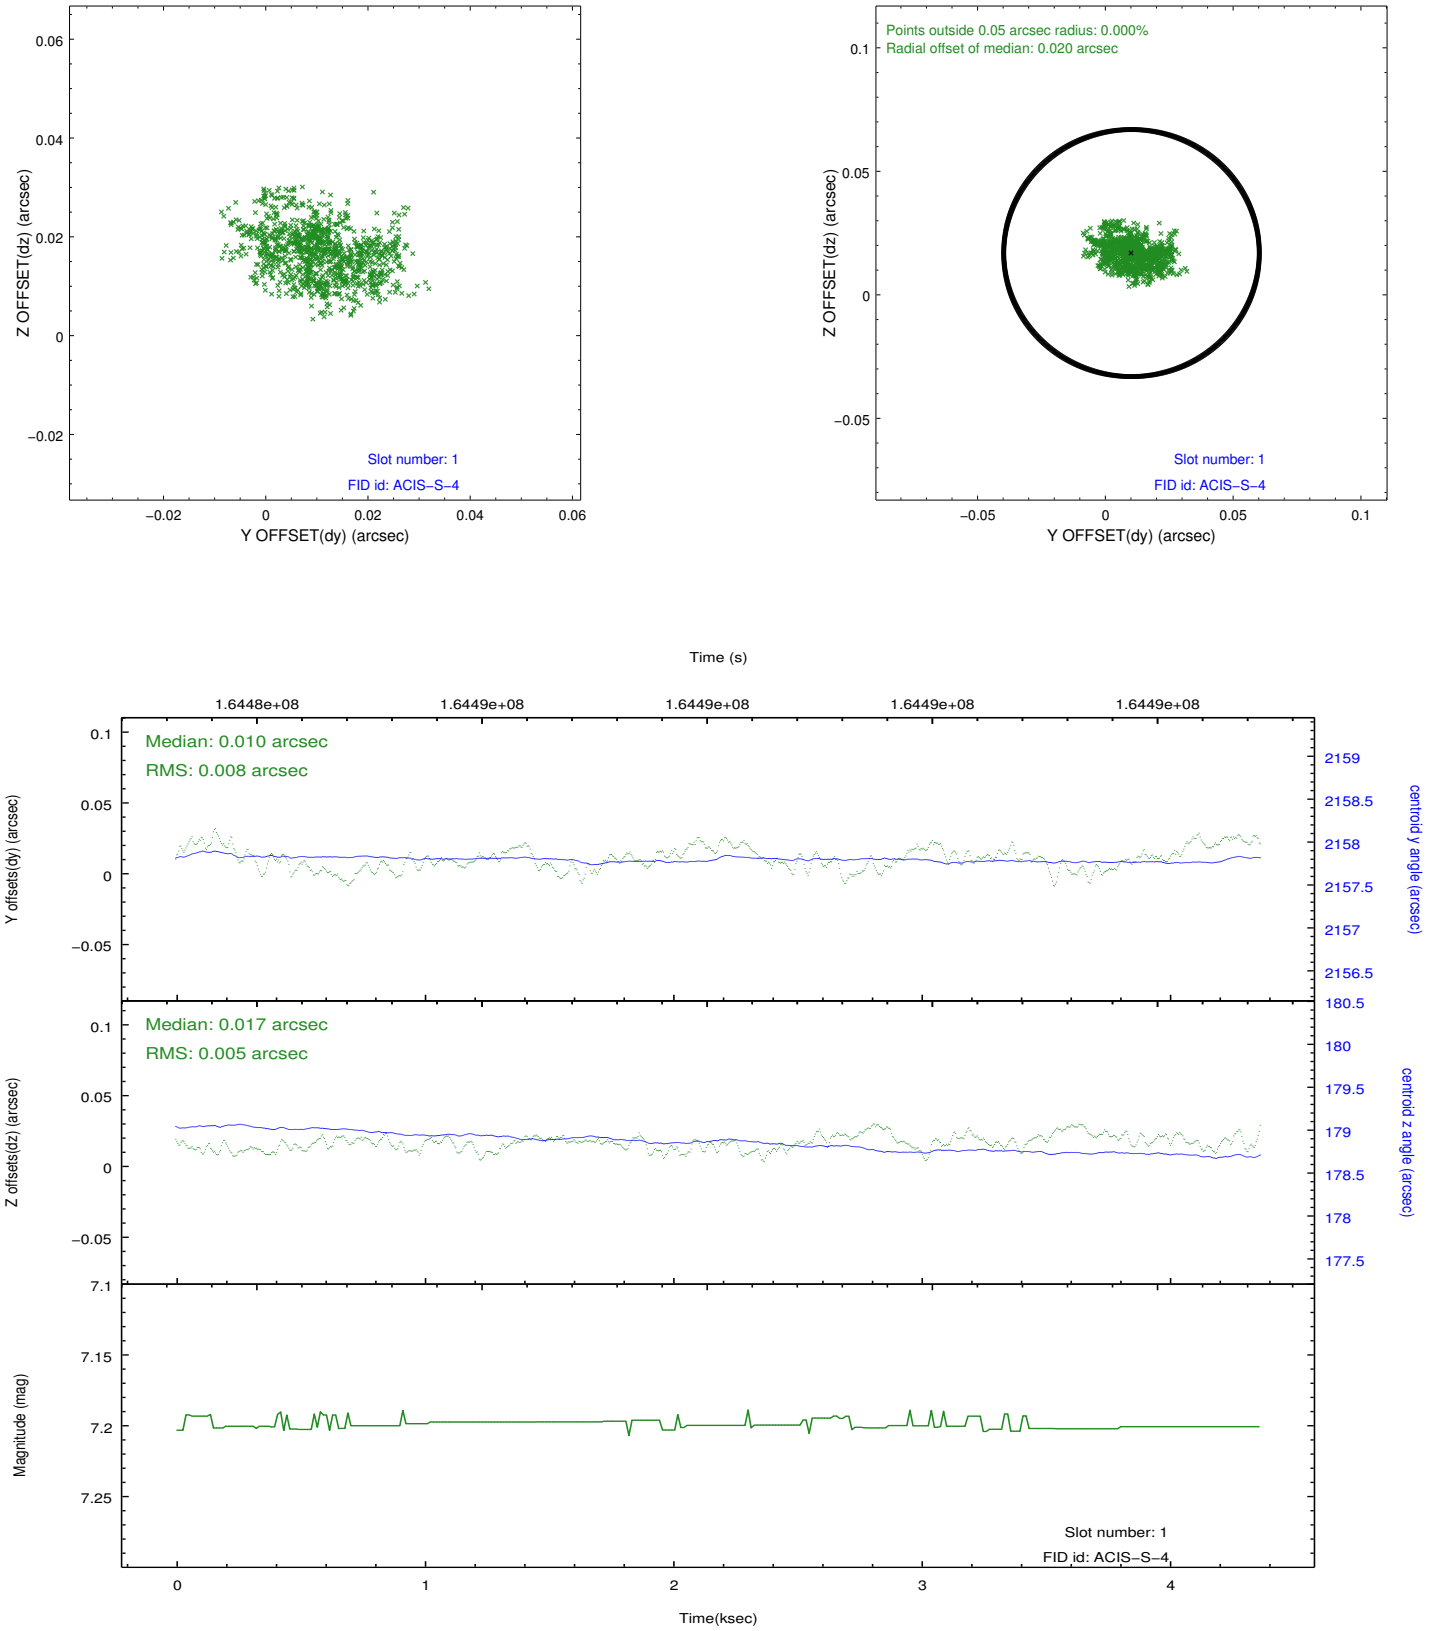 0.06
0.04
0.02
0
−0.02
Z OFFSET(dz) (arcsec)
Slot number: 1
FID id: ACIS−S−4
−0.02 0 0.02 0.04 0.06
Y OFFSET(dy) (arcsec)
Points outside 0.05 arcsec radius: 0.000%
Radial offset of median: 0.020 arcsec
0.1
0.05
0
−0.05
Z OFFSET(dz) (arcsec)
Slot number: 1
FID id: ACIS−S−4
−0.05 0 0.05 0.1
Y OFFSET(dy) (arcsec)
Time (s)
1.6448e+08 1.6449e+08 1.6449e+08 1.6449e+08 1.6449e+08
Median: 0.010 arcsec
RMS: 0.008 arcsec
0.1
0.05
0
−0.05
Y offsets(dy) (arcsec)
2159
2158.5
2158
2157.5
2157
2156.5
centroid y angle (arcsec)
Median: 0.017 arcsec
RMS: 0.005 arcsec
0.1
0.05
0
−0.05
Z offsets(dz) (arcsec)
180.5
180
179.5
179
178.5
178
177.5
centroid z angle (arcsec)
7.1
7.15
7.2
7.25
Magnitude (mag)
Slot number: 1
FID id: ACIS−S−4
0 1 2 3 4
Time(ksec)